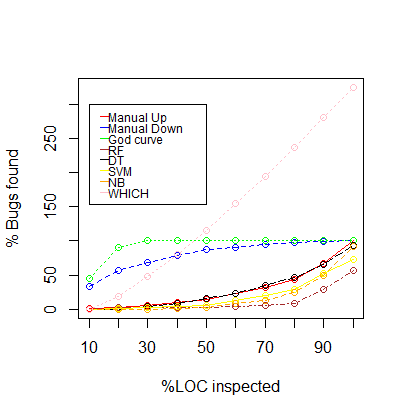 % Bugs found
250
150
50
0
Manual Up
Manual Down
God curve
RF
DT
SVM
NB
WHICH
10
30
50
70
90
%LOC inspected